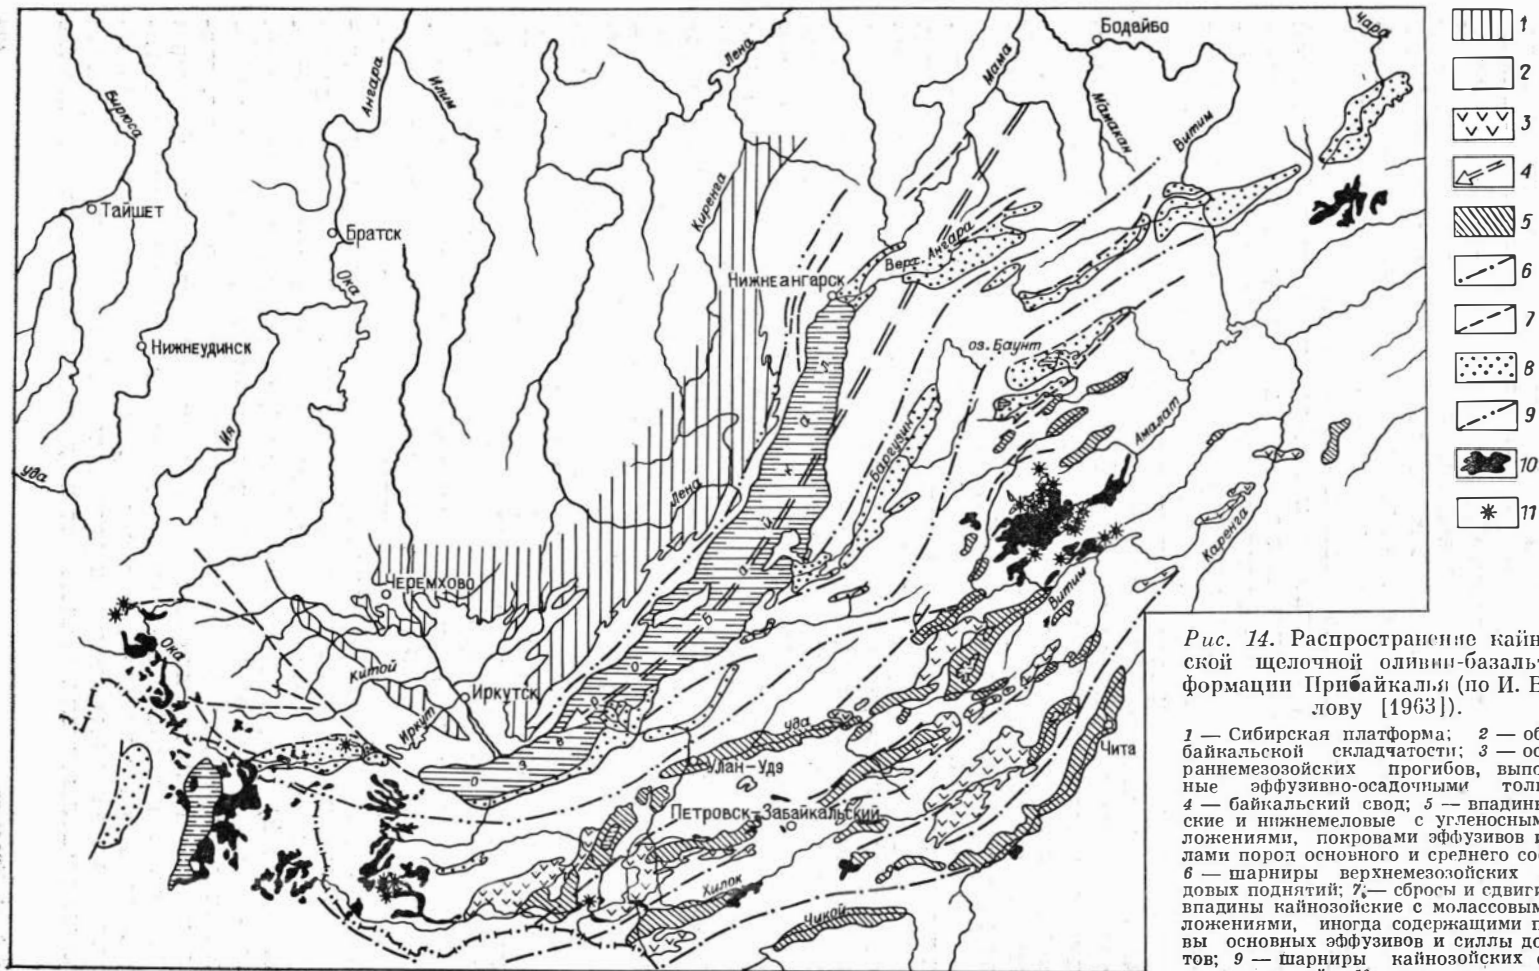 Бодайбо
Чара
Бирюса
Ангара
Илим
Лена
Мама
Мамакан
Витим
Киренга
Тайшет
Братск
Ока
Верх. Ангара
Нижнеангарск
Нижнеудинск
оз. Баунт
Ия
Уда
Лена
Баргузин
Амалат
Каренга
Витим
Черемхово
Ока
Китой
Иркутск
Иркут
озеро Байкал
Уда
Улан-Удэ
Чита
Петровск-Забайкальский
Хилок
Чикой
1
2
3
4
5
6
7
8
9
10
11
Рис. 14. Распространение кайн
ской щелочной оливин-базаль
формации Прибайкалья (по И. В
лову [1963]).
1 — Сибирская платформа; 2 — об
байкальской складчатости; 3 — ос
раннемезозойских прогибов, выпо
ные эффузивно-осадочными тол
4 — байкальский свод; 5 — впадин
ские и нижнемеловые с угленосным
ложениями, покровами эффузивов и
лами пород основного и среднего со
6 — шарниры верхнемезозойских
довых поднятий; 7 — сбросы и сдвиги
впадины кайнозойские с молассовым
ложениями, иногда содержащими п
вы основных эффузивов и силлы до
тов; 9 — шарниры кайнозойских